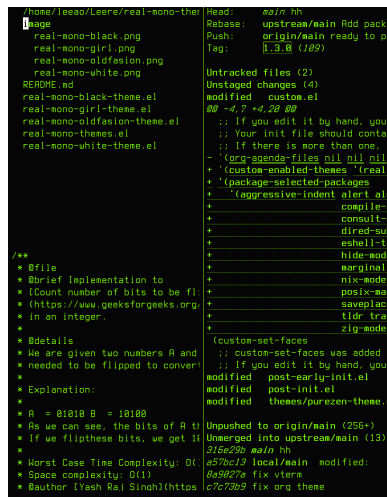 /home/leeao/Leere/real-mono-them
image
real-mono-black.png
real-mono-girl.png
real-mono-oldfasion.png
real-mono-white.png
README.md
real-mono-black-theme.el
real-mono-girl-theme.el
real-mono-oldfasion-theme.el
real-mono-themes.el
real-mono-white-theme.el
/**
* @file
* @brief Implementation to
* [Count number of bits to be fli
* (https://www.geeksforgeeks.org/
* in an integer.
*
* @details
* We are given two numbers A and
* needed to be flipped to convert
*
* Explanation:
*
* A  = 01010 B  = 10100
* As we can see, the bits of A th
* If we flipthese bits, we get 10
*
* Worst Case Time Complexity: O(1
* Space complexity: O(1)
* @author [Yash Raj Singh](https
Head:     main hh
Rebase:   upstream/main Add pack
Push:     origin/main ready to p
Tag:      1.3.0 (109)
Untracked files (2)
Unstaged changes (4)
modified   custom.el
@@ -4,7 +4,20 @@
;; If you edit it by hand, you
;; Your init file should conta
;; If there is more than one,
- '(org-agenda-files nil nil nil
+ '(custom-enabled-themes '(real
+ '(package-selected-packages
+   '(aggressive-indent alert al
+ compile-
+ consult-
+ dired-su
+ eshell-t
+ hide-mod
+ marginal
+ nix-mode
+ posix-ma
+ saveplac
+ tldr tra
+ zig-mode
(custom-set-faces
;; custom-set-faces was added
;; If you edit it by hand, you
modified   post-early-init.el
modified   post-init.el
modified   themes/purezen-theme.
Unpushed to origin/main (256+)
Unmerged into upstream/main (13)
316e29b main hh
a57bc13 local/main  modified:
8a9027a fix vterm
c7c73b9 fix org theme